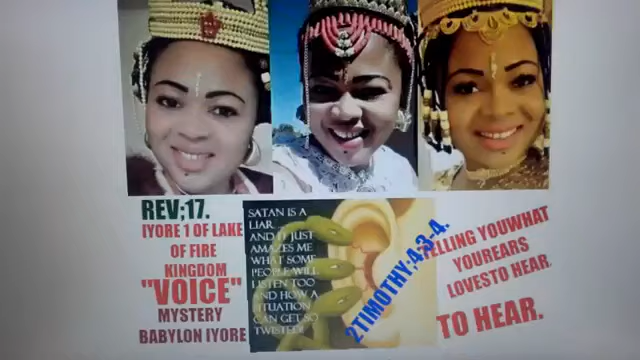 REV;17.
IYORE 1 OF LAKE
OF FIRE
KINGDOM
"VOICE"
MYSTERY
BABYLON IYORE
SATAN IS A
LIAR
AND IT JUST
AMAZES ME
WHAT SOME
PEOPLE WILL
LISTEN TOO
AND HOW A
SITUATION
CAN GET SO
TWISTED!
2TIMOTHY;4.3-4.
TELLING YOUWHAT
YOUREARS
LOVESTO HEAR.
TO HEAR.